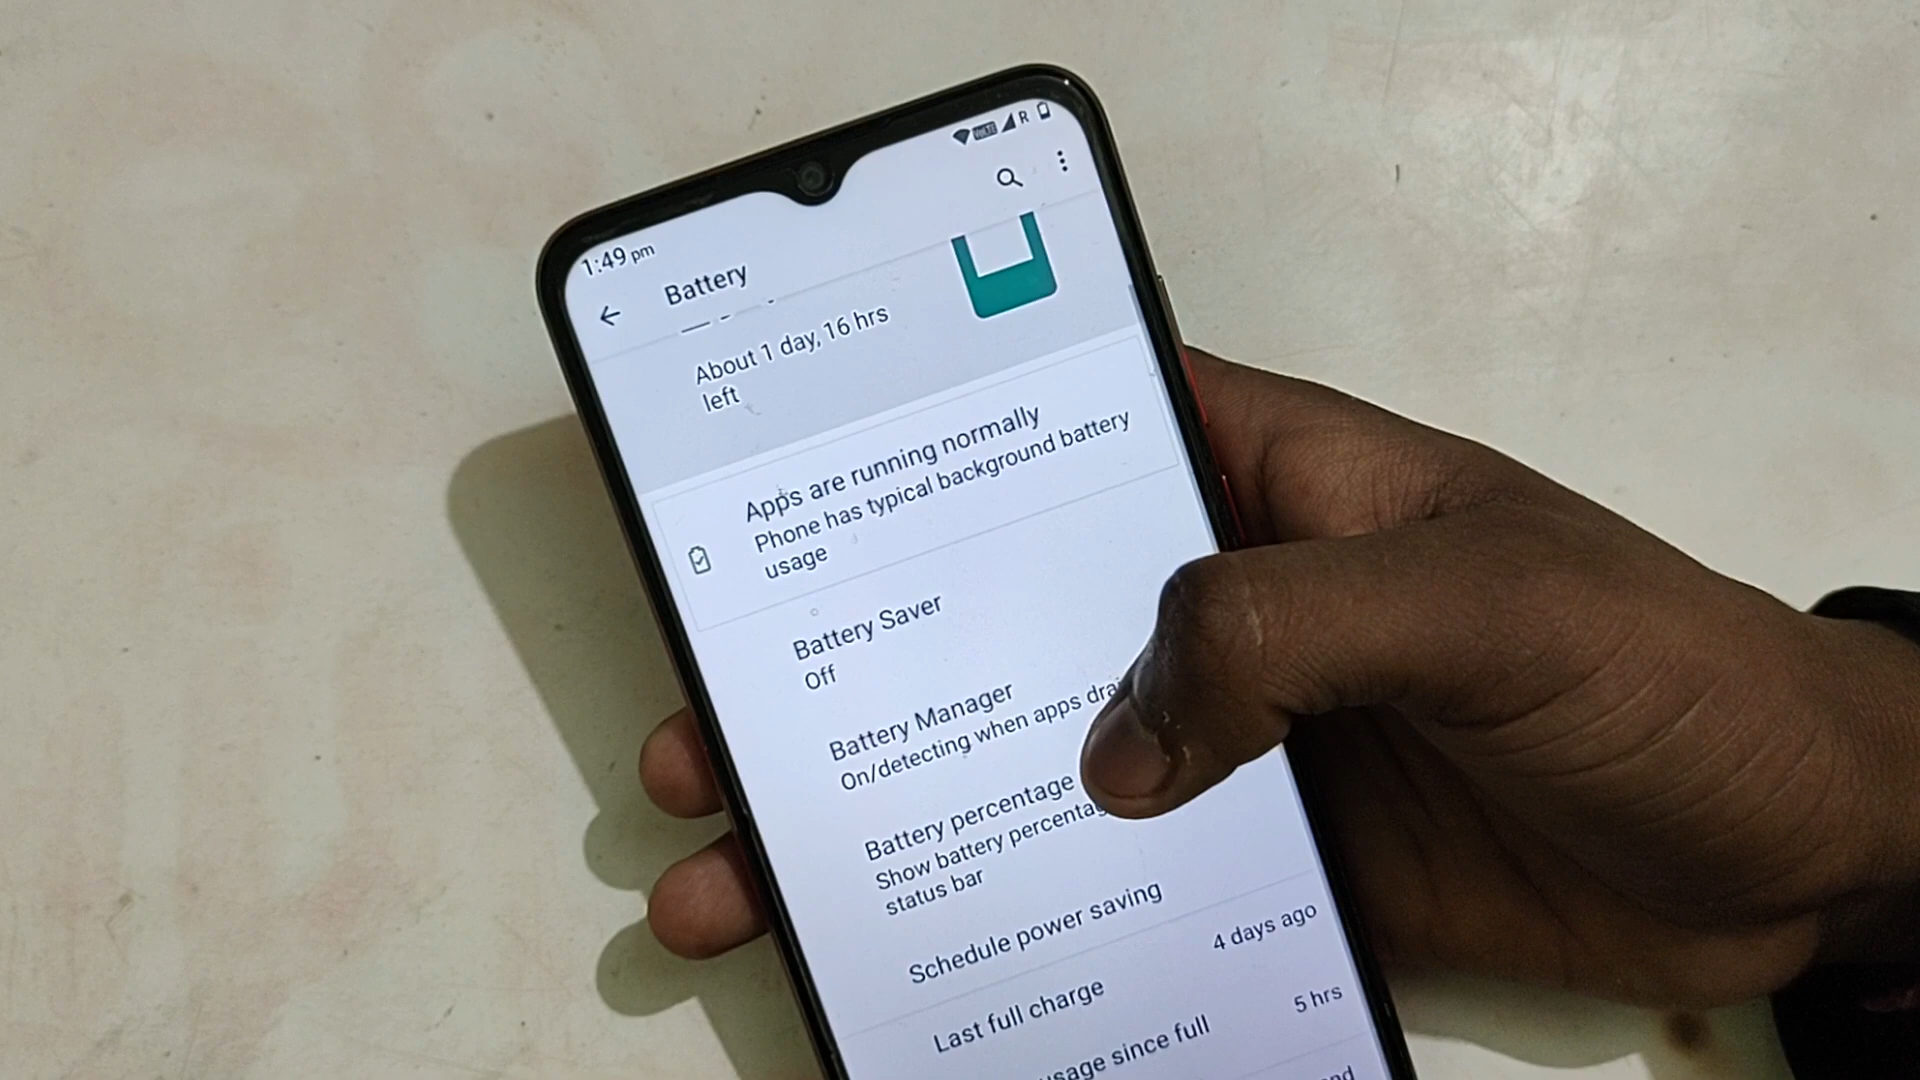 1:49 pm
VoLTE R
Battery
About 1 day, 16 hrs
left
Apps are running normally
Phone has typical background battery
usage
Battery Saver
Off
Battery Manager
On/detecting when apps
Battery percentage
Show battery
status bar
Schedule power saving
Last full charge
4 days ago
since full
5 hrs